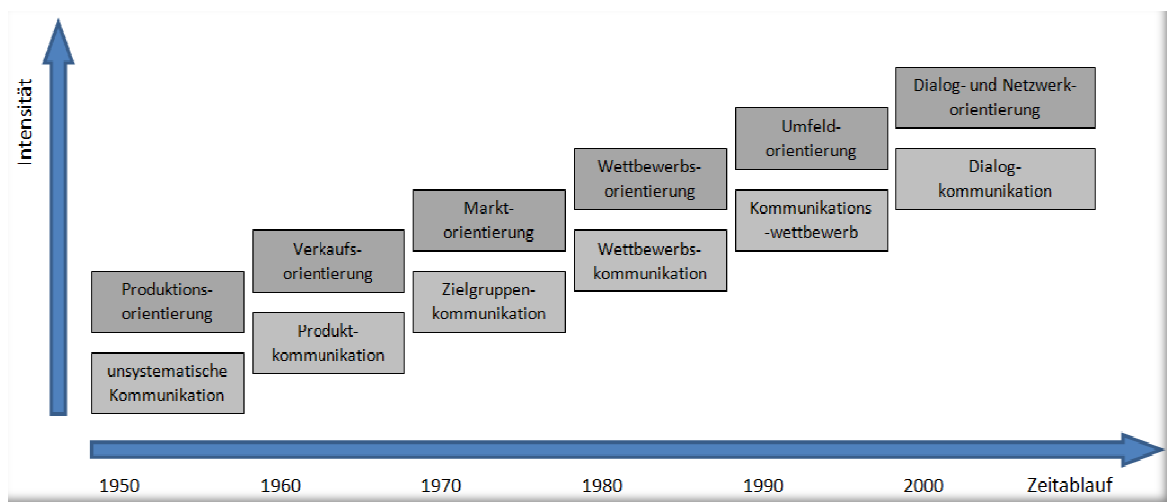 Intensität
Dialog- und Netzwerk-
orientierung
Umfeld-
orientierung
Dialog-
kommunikation
Wettbewerbs-
orientierung
Kommunikations
-wettbewerb
Markt-
orientierung
Wettbewerbs-
kommunikation
Verkaufs-
orientierung
Zielgruppen-
kommunikation
Produktions-
orientierung
Produkt-
kommunikation
unsystematische
Kommunikation
1950 1960 1970 1980 1990 2000 Zeitablauf